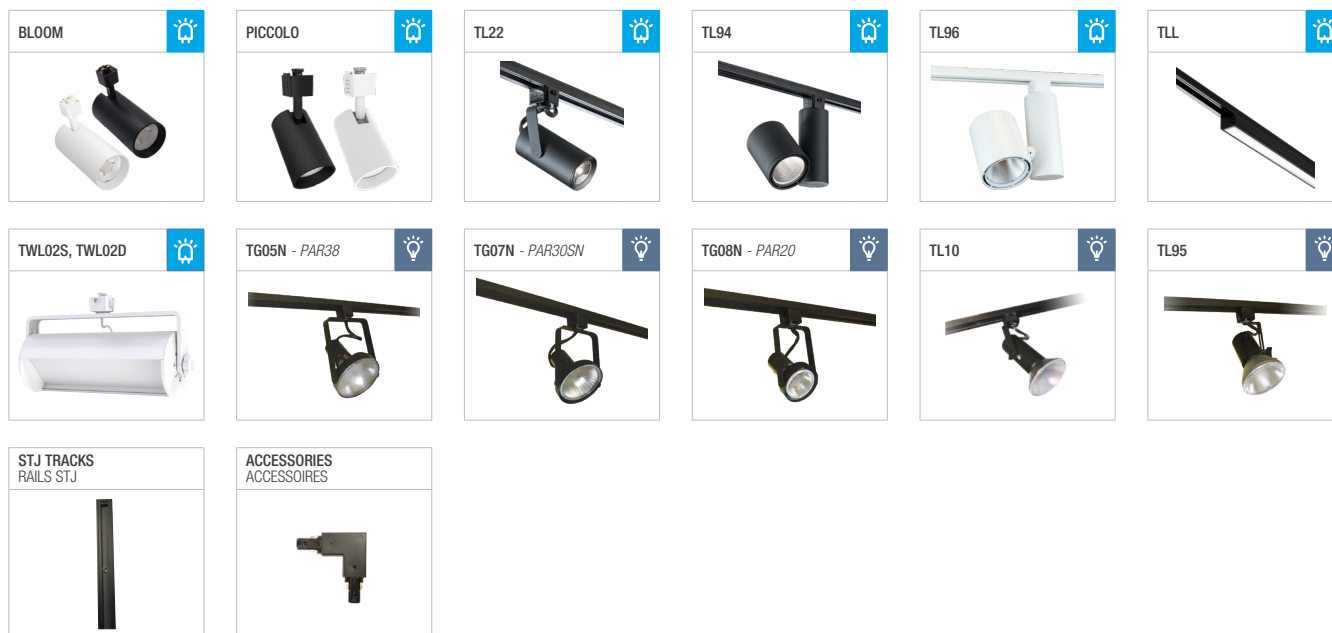 BLOOM
PICCOLO
TL22
TL94
TL96
TLL
TWL02S, TWL02D
TG05N - PAR38
TG07N - PAR30SN
TG08N - PAR20
TL10
TL95
STJ TRACKS
RAILS STJ
ACCESSORIES
ACCESSOIRES